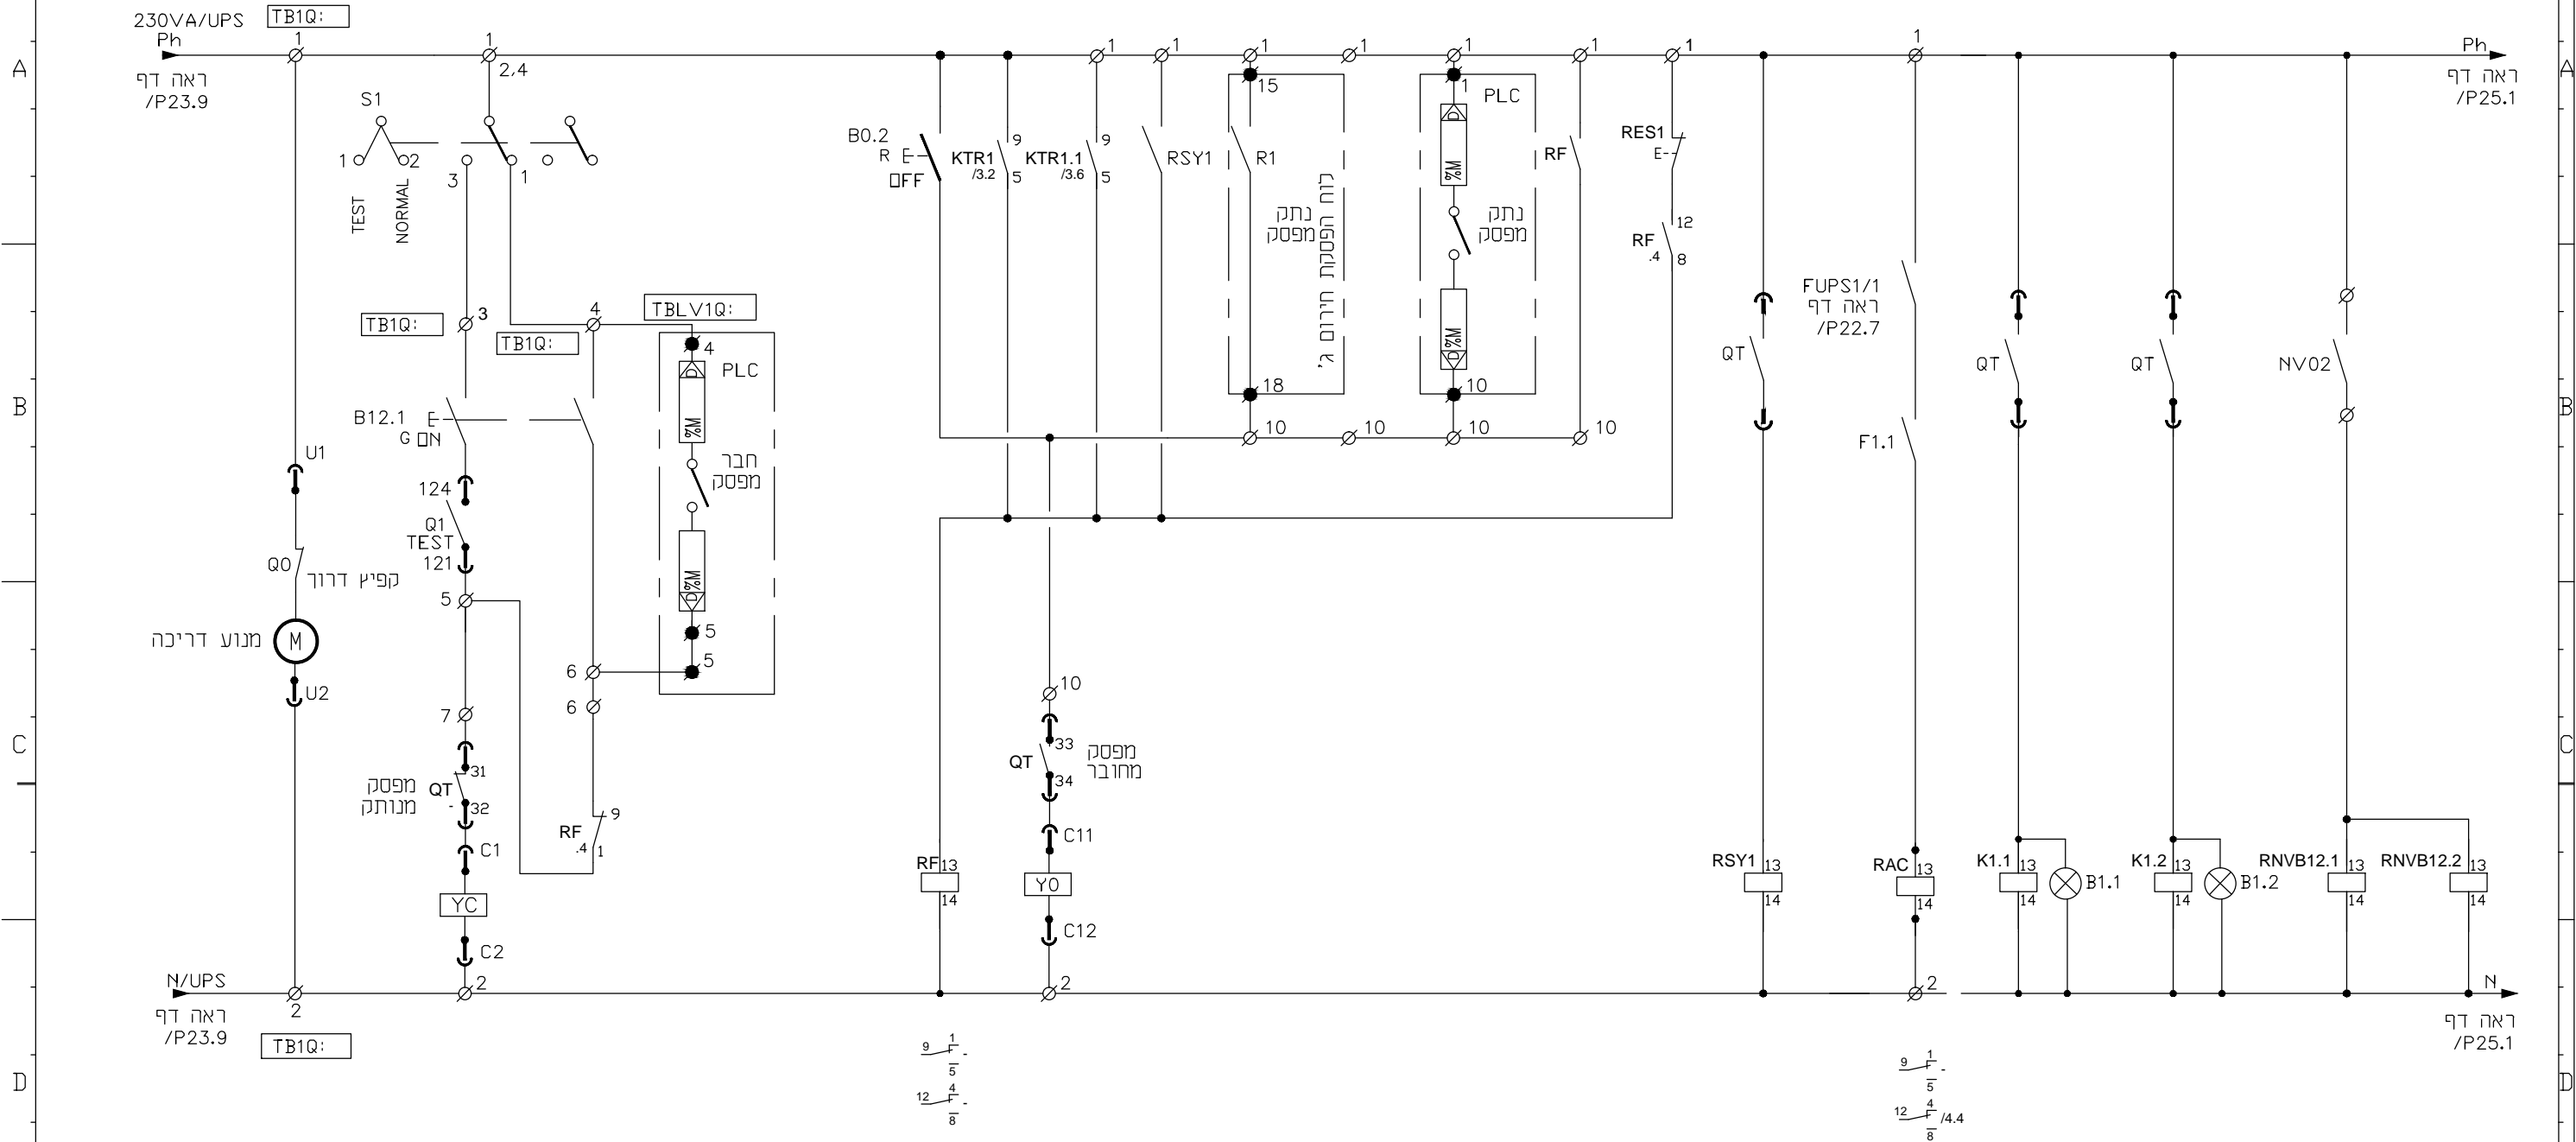 230VA/UPS
TB1Q:
Ph
ראה דף
/P23.9
1
1
2,4
1
1
1
1
1
1
1
1
Ph
ראה דף
/P25.1
A
A
S1
1
2
3
1
TEST
NORMAL
B0.2
R
OFF
KTR1
/3.2
9
5
KTR1.1
/3.6
9
5
RSY1
15
R1
נתק
מפסק
לוח הפסקת חירום ג'
18
1
PLC
D
%M
נתק
מפסק
%M
D
10
RF
RES1
12
RF
.4
8
TB1Q:
3
TB1Q:
4
TBLV1Q:
4
PLC
D
%M
חבר
מפסק
%M
D
5
5
B12.1
G ON
124
Q1
TEST
121
5
6
6
7
10
10
10
10
B
B
U1
Q0
קפיץ דרוך
מנוע דריכה
M
U2
מפסק
מנותק
QT
31
32
C1
YC
C2
RF
.4
9
1
10
33
QT
34
מפסק
מחובר
C11
Y0
C12
RF
13
14
QT
FUPS1/1
ראה דף
/P22.7
F1.1
QT
QT
NV02
C
C
RSY1
13
14
RAC
13
14
K1.1
13
14
B1.1
K1.2
13
14
B1.2
RNVB12.1
13
14
RNVB12.2
13
14
N/UPS
ראה דף
/P23.9
2
TB1Q:
2
2
2
N
ראה דף
/P25.1
9
1
5
-
12
4
8
-
9
1
5
-
12
4
8
/4.4
D
D